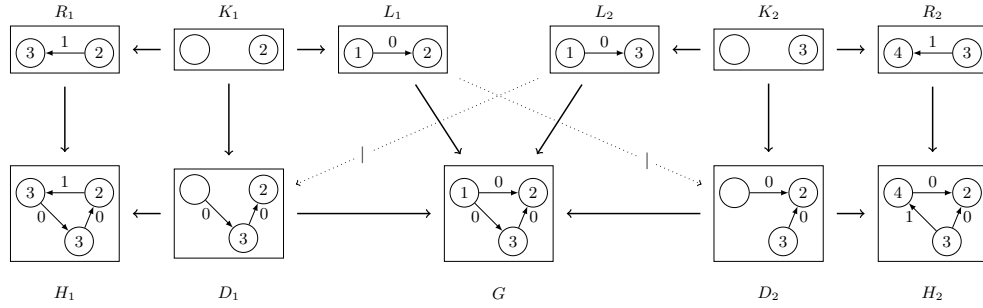 R₁ K₁ L₁ L₂ K₂ R₂
3 1 2 2 1 0 2 1 0 3 3 4 1 3
| |
3 1 2 2 1 0 2 0 2 4 0 2
0 0 0 0 0 0 0 1 0
3 3 3 3 3
H₁ D₁ G D₂ H₂